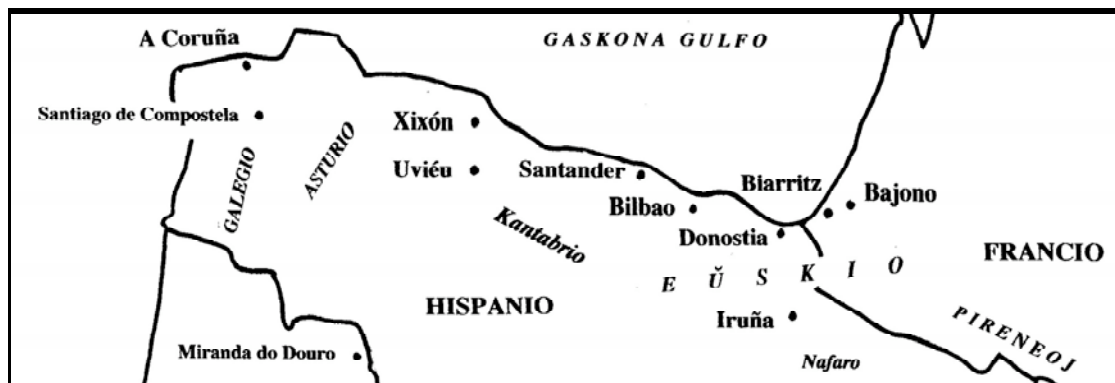 A Coruña
GASKONA GULFO
Santiago de Compostela
Xixón
ASTURIO
GALEGIO
Uviéu
Santander
Biarritz
Bajono
Bilbao
Kantabrio
Donostia
FRANCIO
EŬSKIO
HISPANIO
Iruña
PIRENEOJ
Miranda do Douro
Nafaro